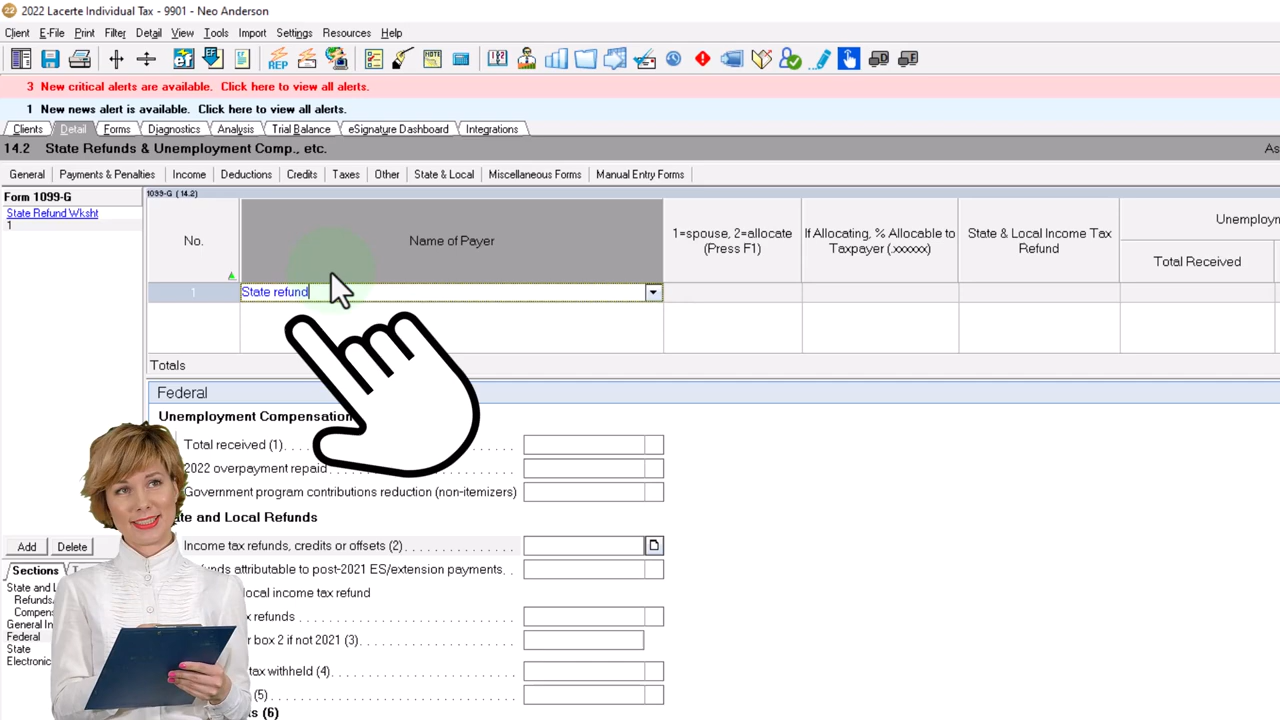 2022 Lacerte Individual Tax - 9901 - Neo Anderson
Client E-File Print Filter Detail View Tools Import Settings Resources Help
3 New critical alerts are available. Click here to view all alerts.
1 New news alert is available. Click here to view all alerts.
Clients Detail Forms Diagnostics Analysis Trial Balance eSignature Dashboard Integrations
14.2 State Refunds & Unemployment Comp., etc. As
General Payments & Penalties Income Deductions Credits Taxes Other State & Local Miscellaneous Forms Manual Entry Forms
Form 1099-G
State Refund Wksht
1
1099-G (14.2)
No. Name of Payer 1=spouse, 2=allocate (Press F1) If Allocating, % Allocable to Taxpayer (.xxxxxx) State & Local Income Tax Refund Unemployn
Total Received
1 State refund
Totals
Federal
Unemployment Compensation
Total received (1)
2022 overpayment repaid
Government program contributions reduction (non-itemizers)
ate and Local Refunds
Income tax refunds, credits or offsets (2)
nds attributable to post-2021 ES/extension payments
ocal income tax refund
x refunds
r box 2 if not 2021 (3)
tax withheld (4)
(5)
s (6)
Add Delete
Sections
State and L
Refunds/
Compens
General In
Federal
State
Electronic